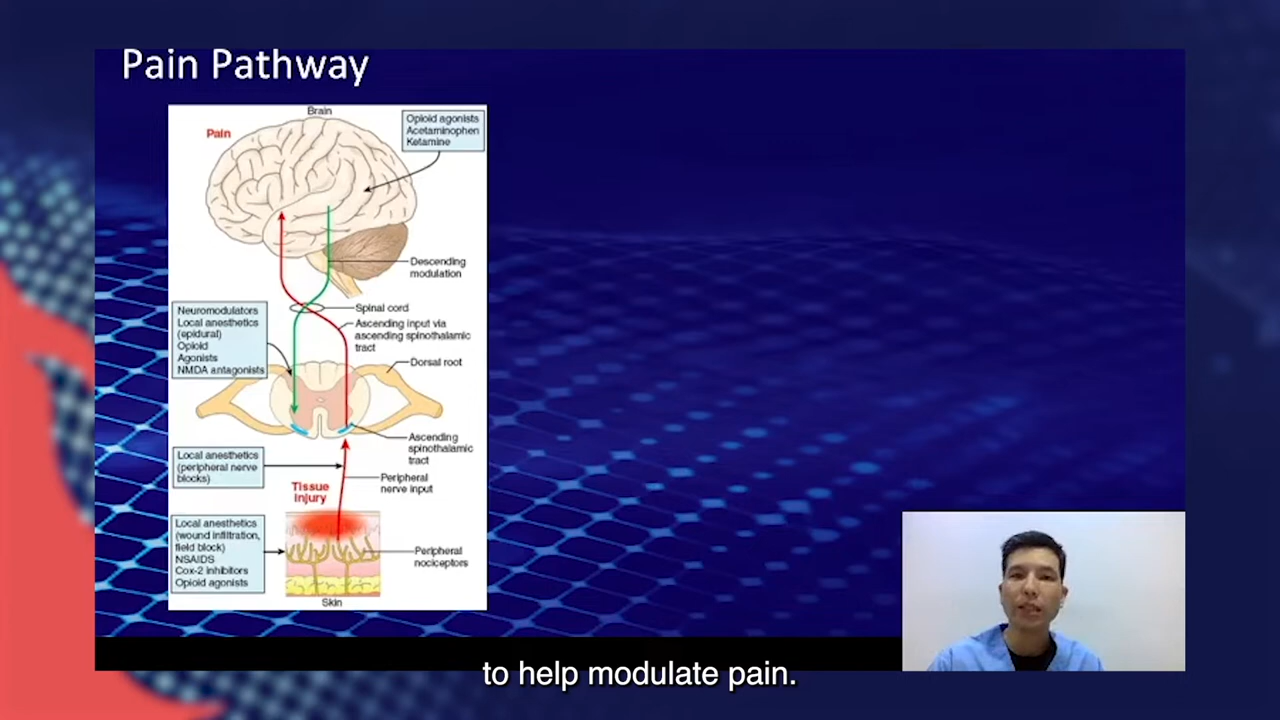 Pain Pathway
Brain
Pain
Opioid agonists
Acetaminophen
Ketamine
Descending
modulation
Neuromodulators
Local anesthetics
(epidural)
Opioid
Agonists
NMDA antagonists
Spinal cord
Ascending input via
ascending spinothalamic
tract
Dorsal root
Ascending
spinothalamic
tract
Local anesthetics
(peripheral nerve
blocks)
Peripheral
nerve input
Tissue
injury
Local anesthetics
(wound infiltration,
field block)
NSAIDS
Cox-2 inhibitors
Opioid agonists
Peripheral
nociceptors
Skin
to help modulate pain.